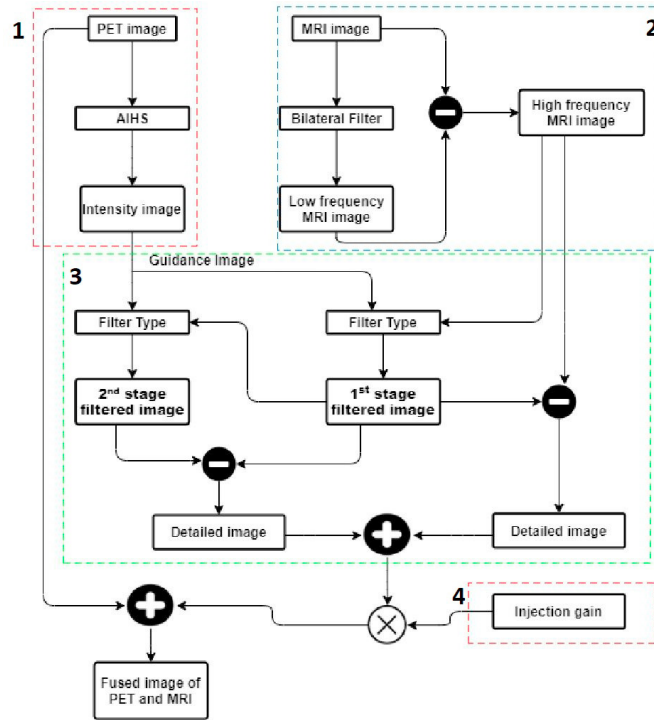 1
PET image
AIHS
Intensity image
2
MRI image
Bilateral Filter
Low frequency
MRI image
High frequency
MRI image
3
Guidance Image
Filter Type
Filter Type
2nd stage
filtered image
1st stage
filtered image
Detailed image
Detailed image
4
Injection gain
Fused image of
PET and MRI